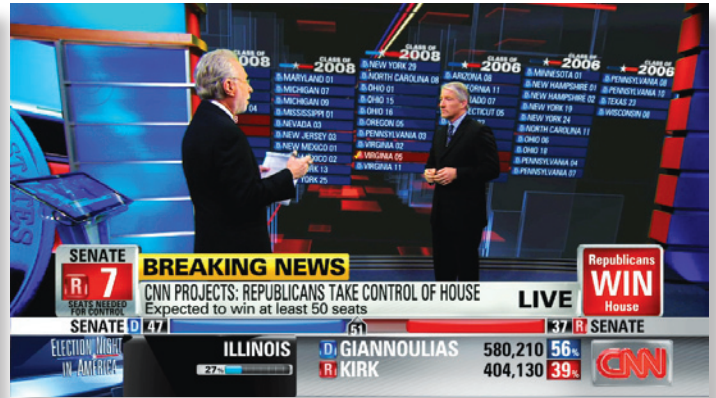 CLASS OF
2008
MARYLAND 01
MICHIGAN 07
MICHIGAN 09
MISSISSIPPI 01
NEVADA 03
NEW JERSEY 03
NEW MEXICO 01
CLASS OF
2008
NEW YORK 29
NORTH CAROLINA 08
OHIO 01
OHIO 15
OHIO 16
OREGON 05
PENNSYLVANIA 03
VIRGINIA 02
VIRGINIA 05
VIRGINIA 11
CLASS OF
2006
ARIZONA 08
CLASS OF
2006
MINNESOTA 01
NEW HAMPSHIRE 01
NEW HAMPSHIRE 02
NEW YORK 19
NEW YORK 24
NORTH CAROLINA 11
OHIO 06
OHIO 18
PENNSYLVANIA 04
PENNSYLVANIA 07
CLASS OF
2006
PENNSYLVANIA 08
PENNSYLVANIA 10
TEXAS 23
WISCONSIN 08
SENATE
R 7
SEATS NEEDED
FOR CONTROL
BREAKING NEWS
CNN PROJECTS: REPUBLICANS TAKE CONTROL OF HOUSE
Expected to win at least 50 seats
LIVE
Republicans
WIN
House
SENATE D 47 51 37 R SENATE
ELECTION NIGHT
IN AMERICA
ILLINOIS
27%
D GIANNOULIAS 580,210 56%
R KIRK 404,130 39%
CNN